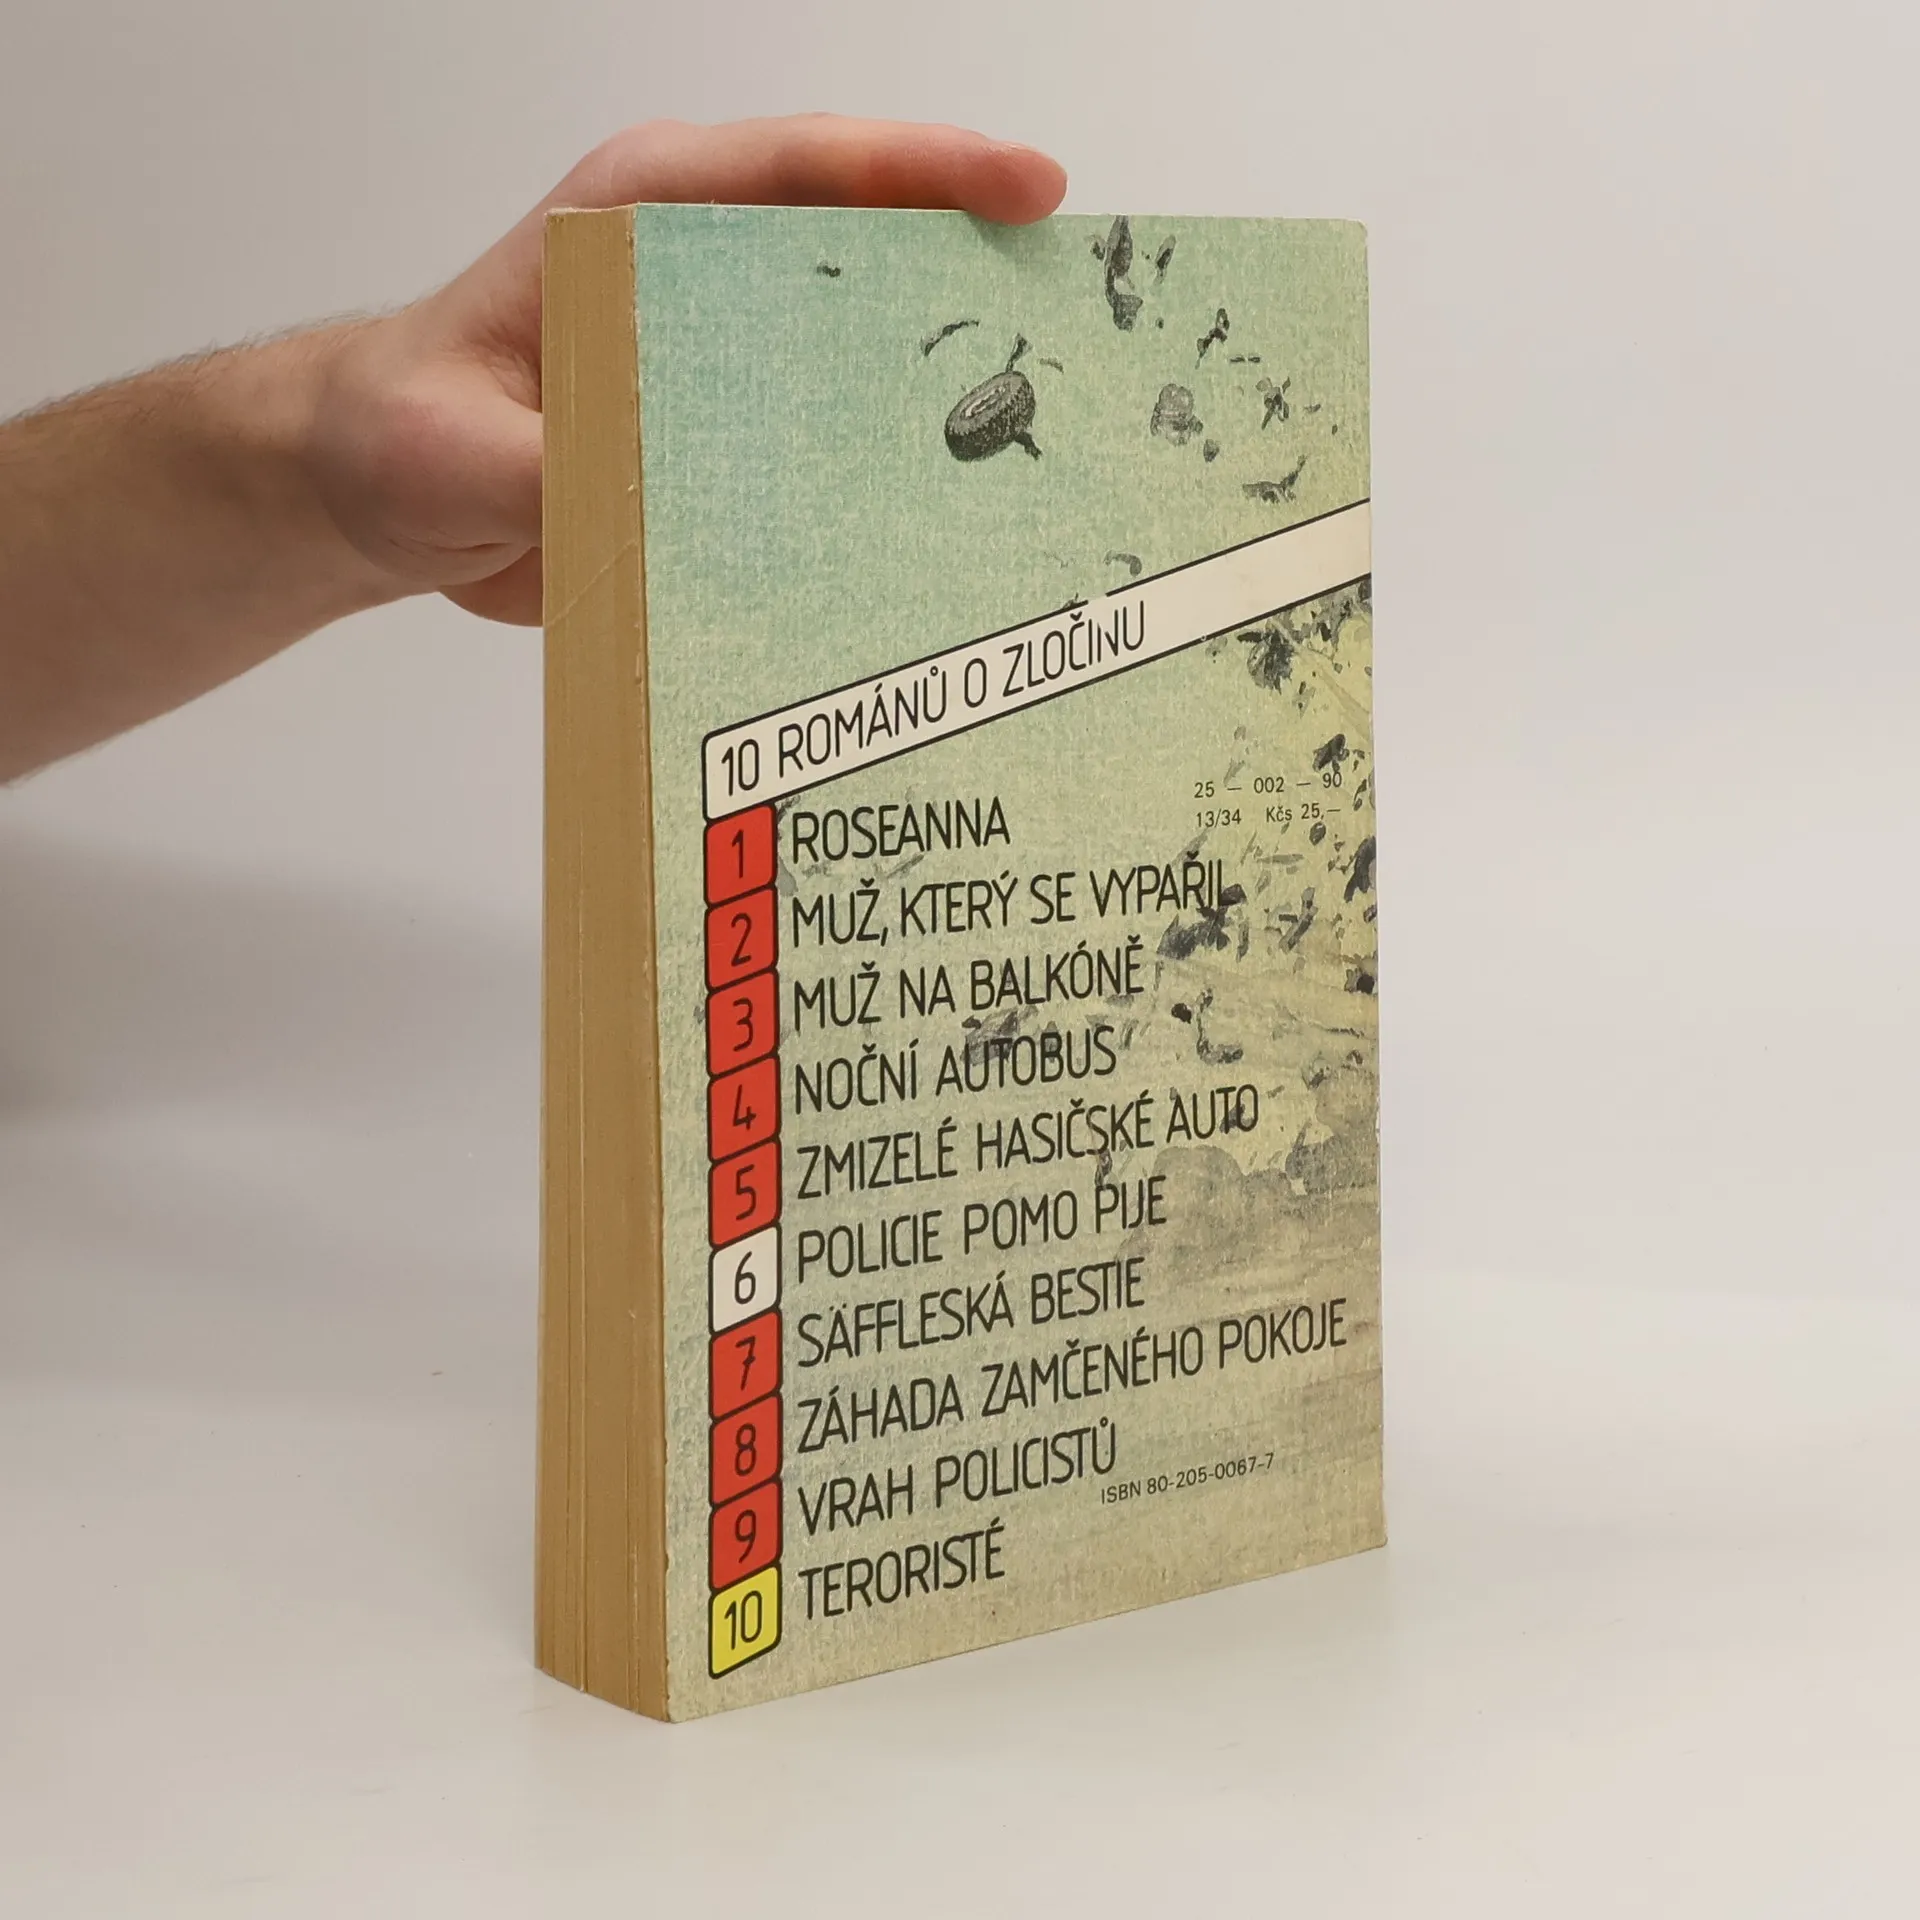 10 ROMÁNŮ O ZLOČINU
25 — 002 — 90
13/34 Kčs 25,—
1 ROSEANNA
2 MUŽ, KTERÝ SE VYPAŘIL
3 MUŽ NA BALKÓNĚ
4 NOČNÍ AUTOBUS
5 ZMIZELÉ HASIČSKÉ AUTO
6 POLICIE POMO PIJE
7 SÄFFLESKÁ BESTIE
8 ZÁHADA ZAMČENÉHO POKOJE
9 VRAH POLICISTŮ
ISBN 80-205-0067-7
10 TERORISTÉ